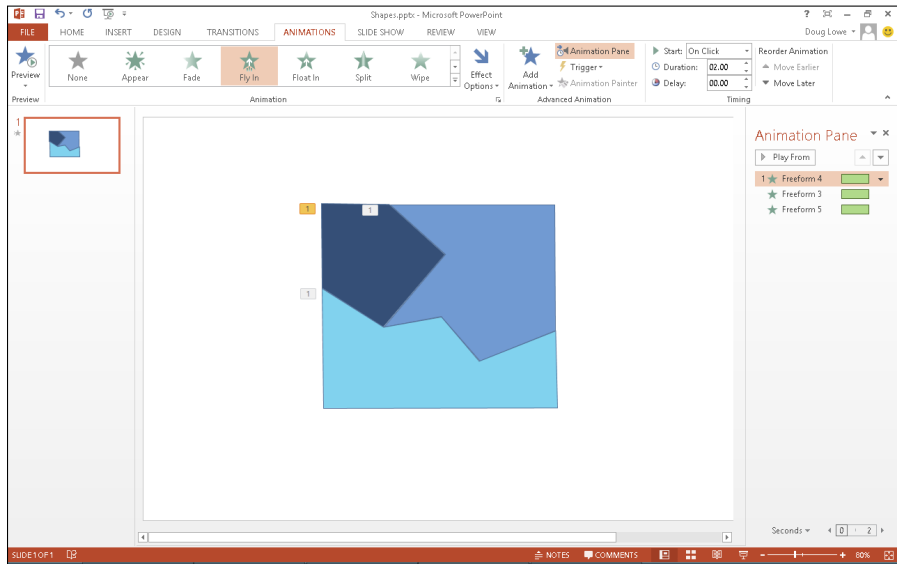 Shapes.pptx - Microsoft PowerPoint
FILE HOME INSERT DESIGN TRANSITIONS ANIMATIONS SLIDE SHOW REVIEW VIEW Doug Lowe
Preview
None Appear Fade Fly In Float In Split Wipe
Effect Options
Add Animation
Animation Pane
Trigger
Animation Painter
Start: On Click
Duration: 02.00
Delay: 00.00
Reorder Animation
Move Earlier
Move Later
Preview Animation Advanced Animation Timing
1
1
1
1
Animation Pane
Play From
1 Freeform 4
Freeform 3
Freeform 5
Seconds 0 2
SLIDE 1 OF 1 NOTES COMMENTS 80%